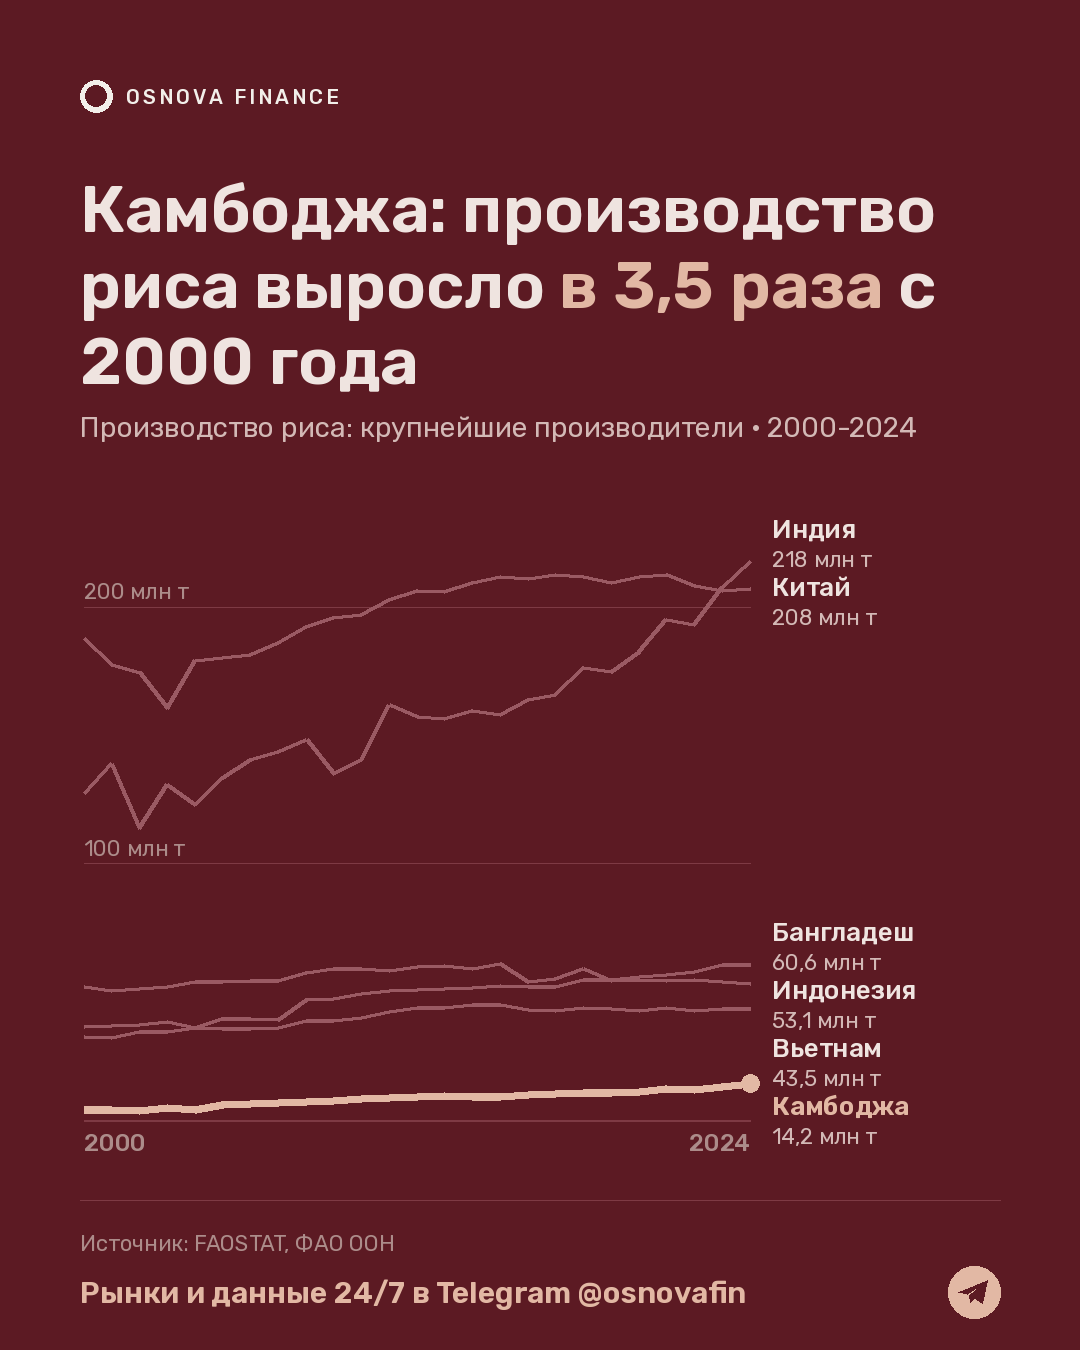 OSNOVA FINANCE
Камбоджа: производство
риса выросло в 3,5 раза с
2000 года
Производство риса: крупнейшие производители • 2000–2024
Индия
218 млн т
200 млн т
Китай
208 млн т
100 млн т
Бангладеш
60,6 млн т
Индонезия
53,1 млн т
Вьетнам
43,5 млн т
Камбоджа
14,2 млн т
2000
2024
Источник: FAOSTAT, ФАО ООН
Рынки и данные 24/7 в Telegram @osnovafin